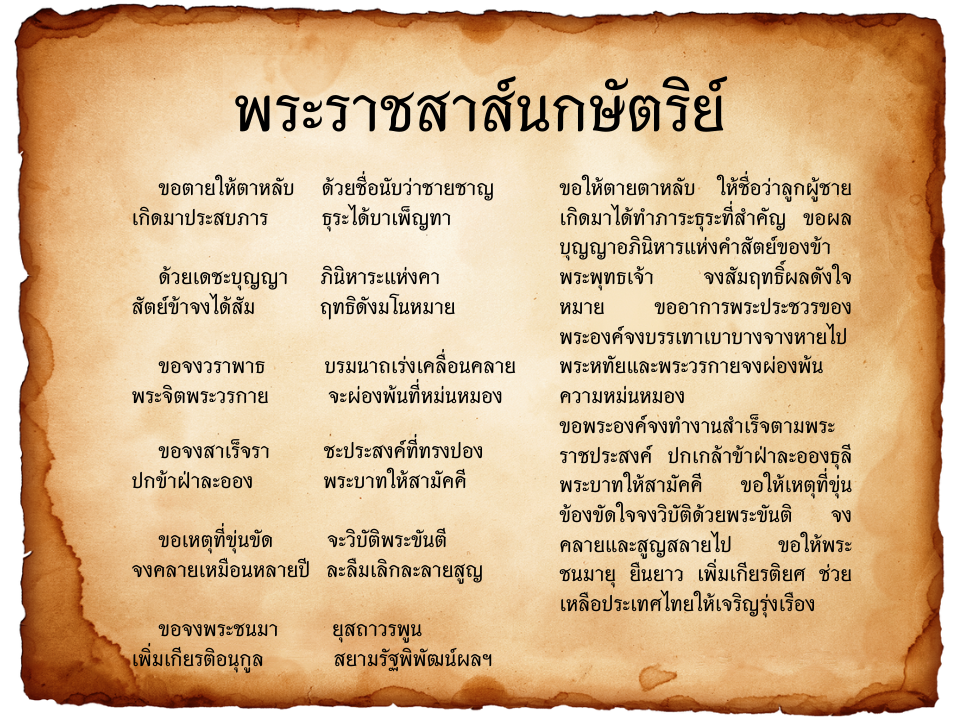 พระราชสาส์นกษัตริย์
ขอตายให้ตาหลับ ด้วยชื่อนับว่าชายชาญ
เกิดมาประสบภาร ธุระได้บาเพ็ญทา
ด้วยเดชะบุญญา ภินิหาระแห่งคา
สัตย์ข้าจงได้สัม ฤทธิดังมโนหมาย
ขอจงวราพาธ บรมนาถเร่งเคลื่อนคลาย
พระจิตพระวรกาย จะผ่องพ้นที่หม่นหมอง
ขอจงสาเร็จรา ชะประสงค์ที่ทรงปอง
ปกข้าฝ่าละออง พระบาทให้สามัคคี
ขอเหตุที่ขุ่นขัด จะวิบัติพระขันตี
จงคลายเหมือนหลายปี ละลืมเลิกละลายสูญ
ขอจงพระชนมา ยุสถาวรพูน
เพิ่มเกียรติอนุกูล สยามรัฐพิพัฒน์ผลฯ
ขอให้ตายตาหลับ ให้ชื่อว่าลูกผู้ชาย
เกิดมาได้ทำภาระธุระที่สำคัญ ขอผล
บุญญาอภินิหารแห่งคำสัตย์ของข้า
พระพุทธเจ้า จงสัมฤทธิ์ผลดังใจ
หมาย ขออาการพระประชวรของ
พระองค์จงบรรเทาเบาบางจางหายไป
พระหทัยและพระวรกายจงผ่องพ้น
ความหม่นหมอง
ขอพระองค์จงทำงานสำเร็จตามพระ
ราชประสงค์ ปกเกล้าข้าฝ่าละอองธุลี
พระบาทให้สามัคคี ขอให้เหตุที่ขุ่น
ข้องขัดใจจงวิบัติด้วยพระขันติ จง
คลายและสูญสลายไป ขอให้พระ
ชนมายุ ยืนยาว เพิ่มเกียรติยศ ช่วย
เหลือประเทศไทยให้เจริญรุ่งเรือง